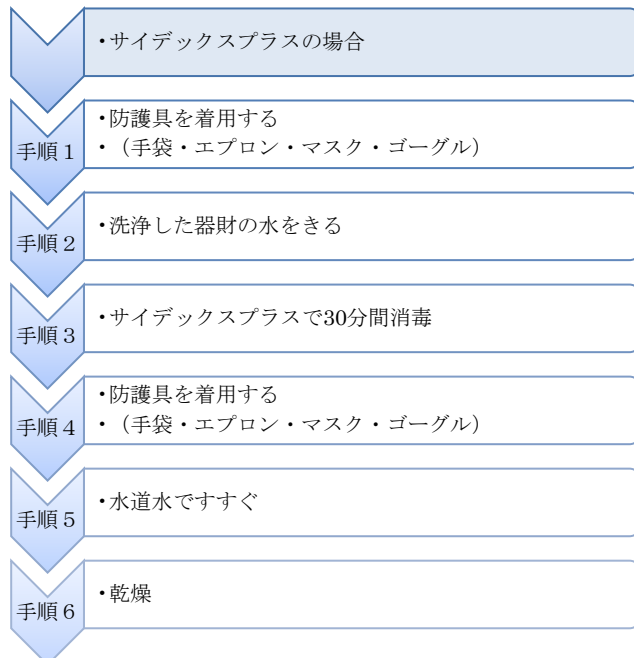 ・サイデックスプラスの場合
手順１
・防護具を着用する
・（手袋・エプロン・マスク・ゴーグル）
手順２
・洗浄した器財の水をきる
手順３
・サイデックスプラスで30分間消毒
手順４
・防護具を着用する
・（手袋・エプロン・マスク・ゴーグル）
手順５
・水道水ですすぐ
手順６
・乾燥